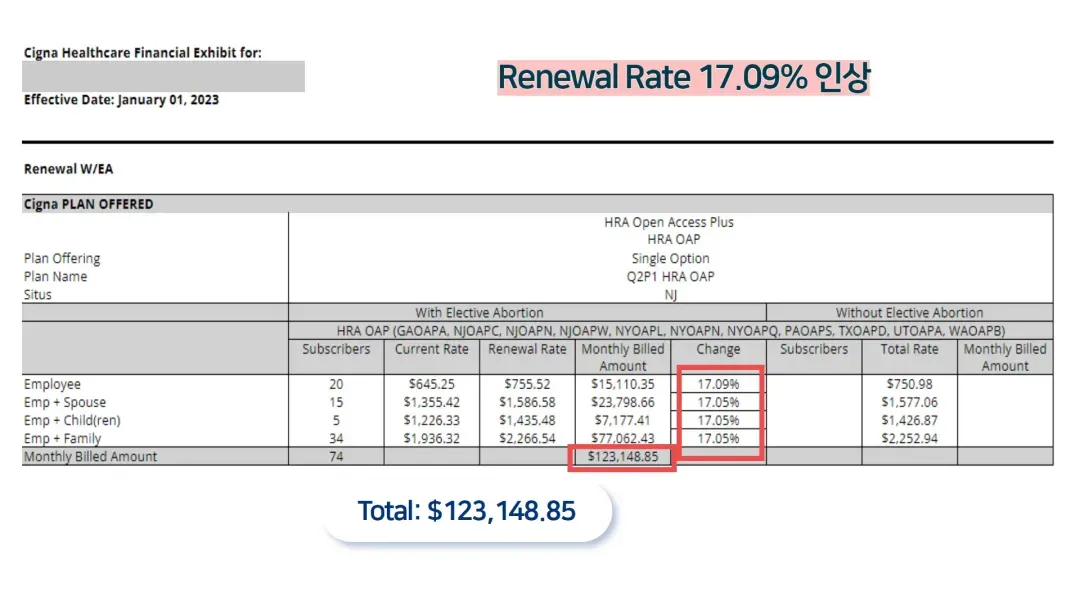 Cigna Healthcare Financial Exhibit for:
Renewal Rate 17.09% 인상
Effective Date: January 01, 2023
Renewal W/EA
Cigna PLAN OFFERED
HRA Open Access Plus
HRA OAP
Plan Offering Single Option
Plan Name Q2P1 HRA OAP
Situs NJ
With Elective Abortion Without Elective Abortion
HRA OAP (GAOAPA, NJOAPC, NJOAPN, NJOAPW, NYOAPL, NYOAPN, NYOAPQ, PAOAPS, TXOAPD, UTOAPA, WAOAPB)
Subscribers Current Rate Renewal Rate Monthly Billed Amount Change Subscribers Total Rate Monthly Billed Amount
Employee 20 $645.25 $755.52 $15,110.35 17.09% $750.98
Emp + Spouse 15 $1,355.42 $1,586.58 $23,798.66 17.05% $1,577.06
Emp + Child(ren) 5 $1,226.33 $1,435.48 $7,177.41 17.05% $1,426.87
Emp + Family 34 $1,936.32 $2,266.54 $77,062.43 17.05% $2,252.94
Monthly Billed Amount 74 $123,148.85
Total: $123,148.85